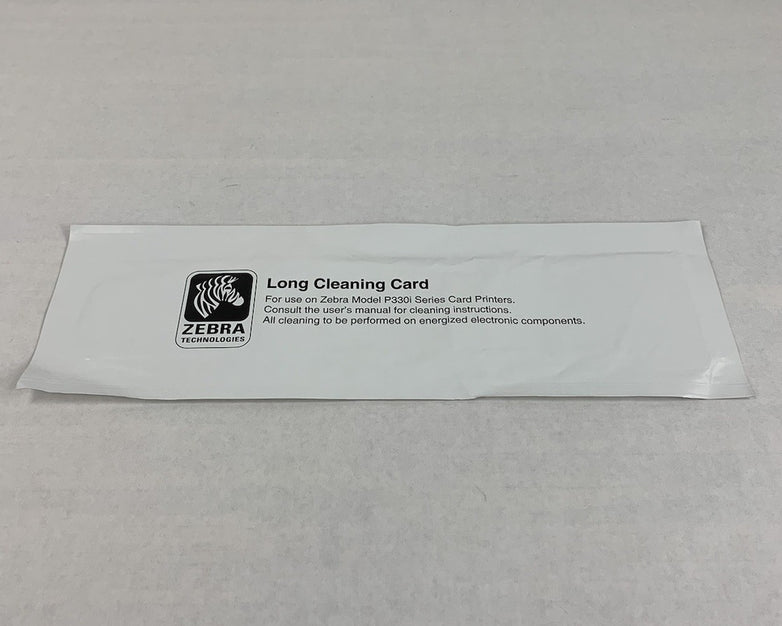 Long Cleaning Card
For use on Zebra Model P330i Series Card Printers.
Consult the user's manual for cleaning instructions.
All cleaning to be performed on energized electronic components.
ZEBRA
TECHNOLOGIES